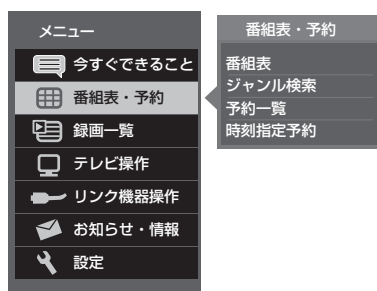 メニュー
今すぐできること
番組表・予約
録画一覧
テレビ操作
リンク機器操作
お知らせ・情報
設定
番組表・予約
番組表
ジャンル検索
予約一覧
時刻指定予約